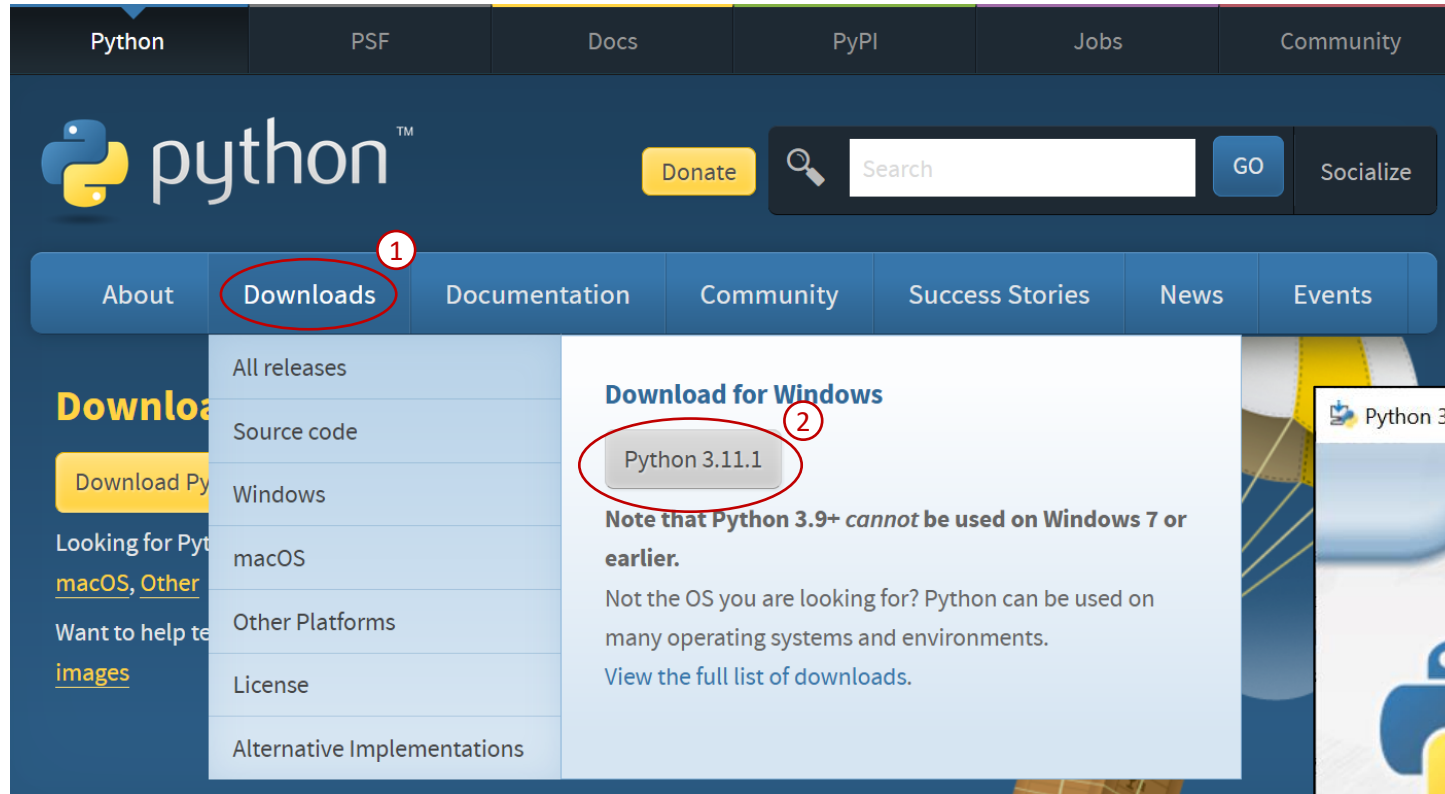 Python PSF Docs PyPI Jobs Community
python™
Donate Search GO Socialize
1
About Downloads Documentation Community Success Stories News Events
All releases
Source code
Windows
macOS
Other Platforms
License
Alternative Implementations
Download for Windows
2
Python 3.11.1
Note that Python 3.9+ cannot be used on Windows 7 or
earlier.
Not the OS you are looking for? Python can be used on
many operating systems and environments.
View the full list of downloads.
Download Py
Looking for Pyt
macOS, Other
Want to help te
images
Python 3